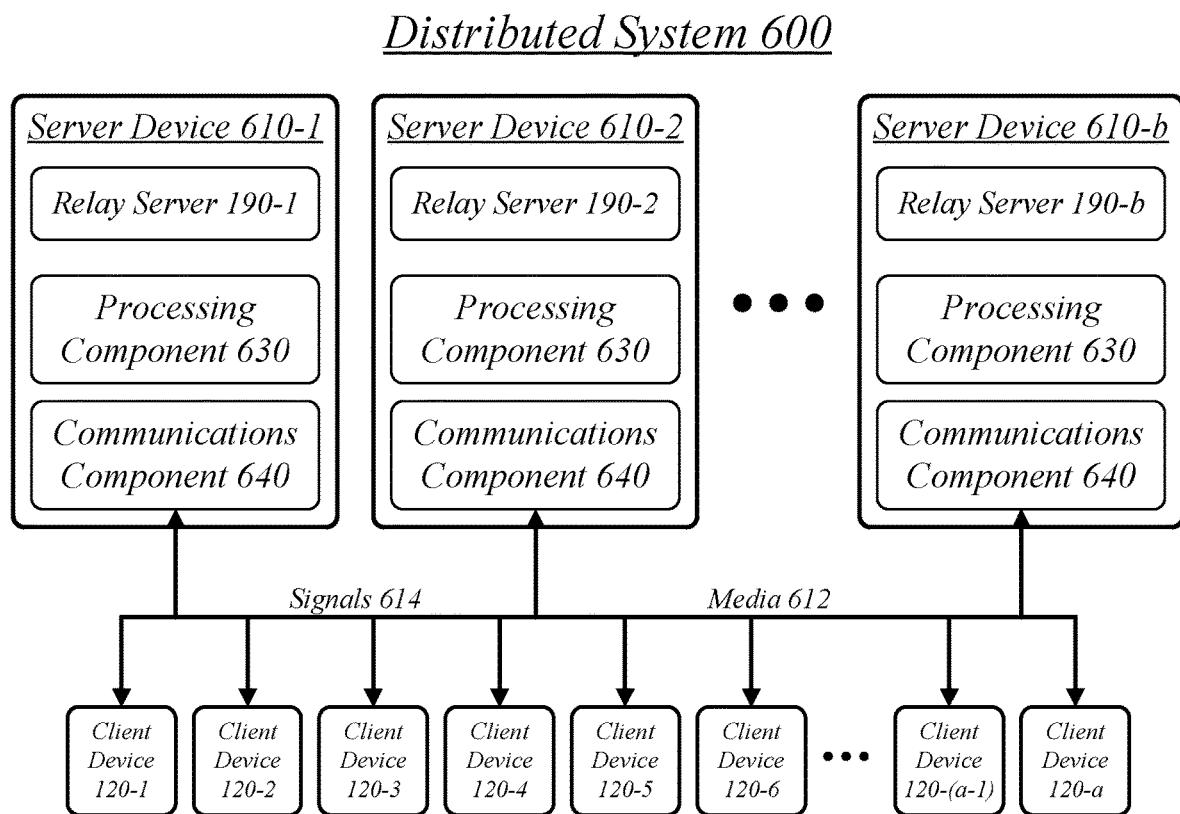 Distributed System 600
Server Device 610-1
Relay Server 190-1
Processing
Component 630
Communications
Component 640
Server Device 610-2
Relay Server 190-2
Processing
Component 630
Communications
Component 640
Server Device 610-b
Relay Server 190-b
Processing
Component 630
Communications
Component 640
Signals 614
Media 612
Client
Device
120-1
Client
Device
120-2
Client
Device
120-3
Client
Device
120-4
Client
Device
120-5
Client
Device
120-6
Client
Device
120-(a-1)
Client
Device
120-a